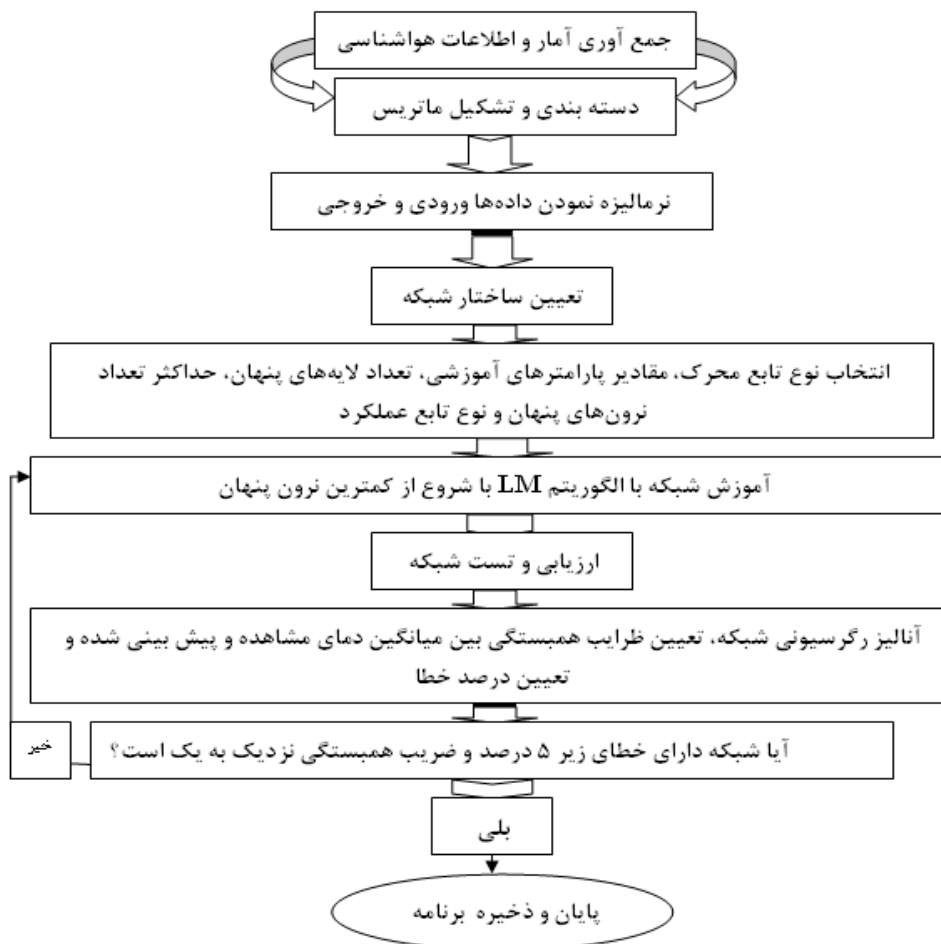 جمع آوری آمار و اطلاعات هواشناسی
دسته بندی و تشکیل ماتریس
نرمالیزه نمودن داده‌ها ورودی و خروجی
تعیین ساختار شبکه
انتخاب نوع تابع محرک، مقادیر پارامترهای آموزشی، تعداد لایه‌های پنهان، حداکثر تعداد
نرون‌های پنهان و نوع تابع عملکرد
آموزش شبکه با الگوریتم LM با شروع از کمترین نرون پنهان
ارزیابی و تست شبکه
آنالیز رگرسیونی شبکه، تعیین ظرایب همبستگی بین میانگین دمای مشاهده و پیش بینی شده و
تعیین درصد خطا
آیا شبکه دارای خطای زیر ۵ درصد و ضریب همبستگی نزدیک به یک است؟
خیر
بلی
پایان و ذخیره برنامه